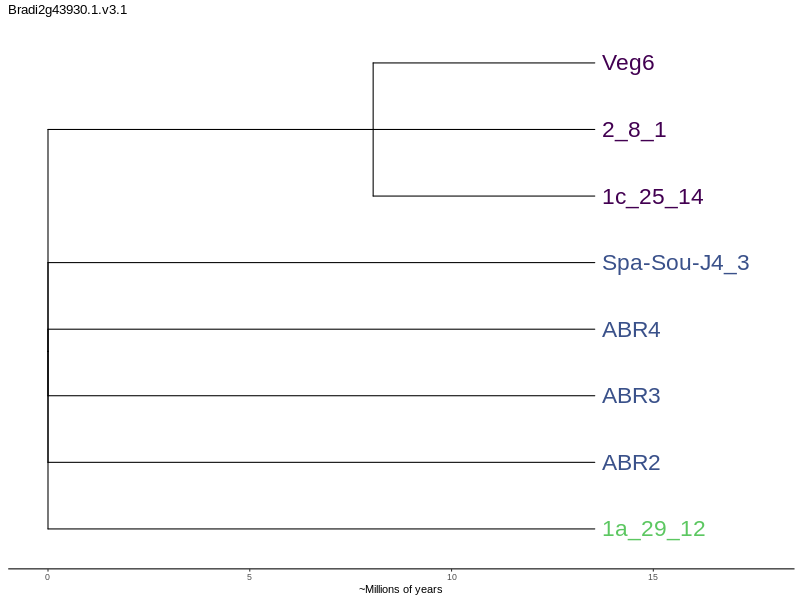 Bradi2g43930.1.v3.1
Veg6
2_8_1
1c_25_14
Spa-Sou-J4_3
ABR4
ABR3
ABR2
1a_29_12
0 5 10 15
~Millions of years